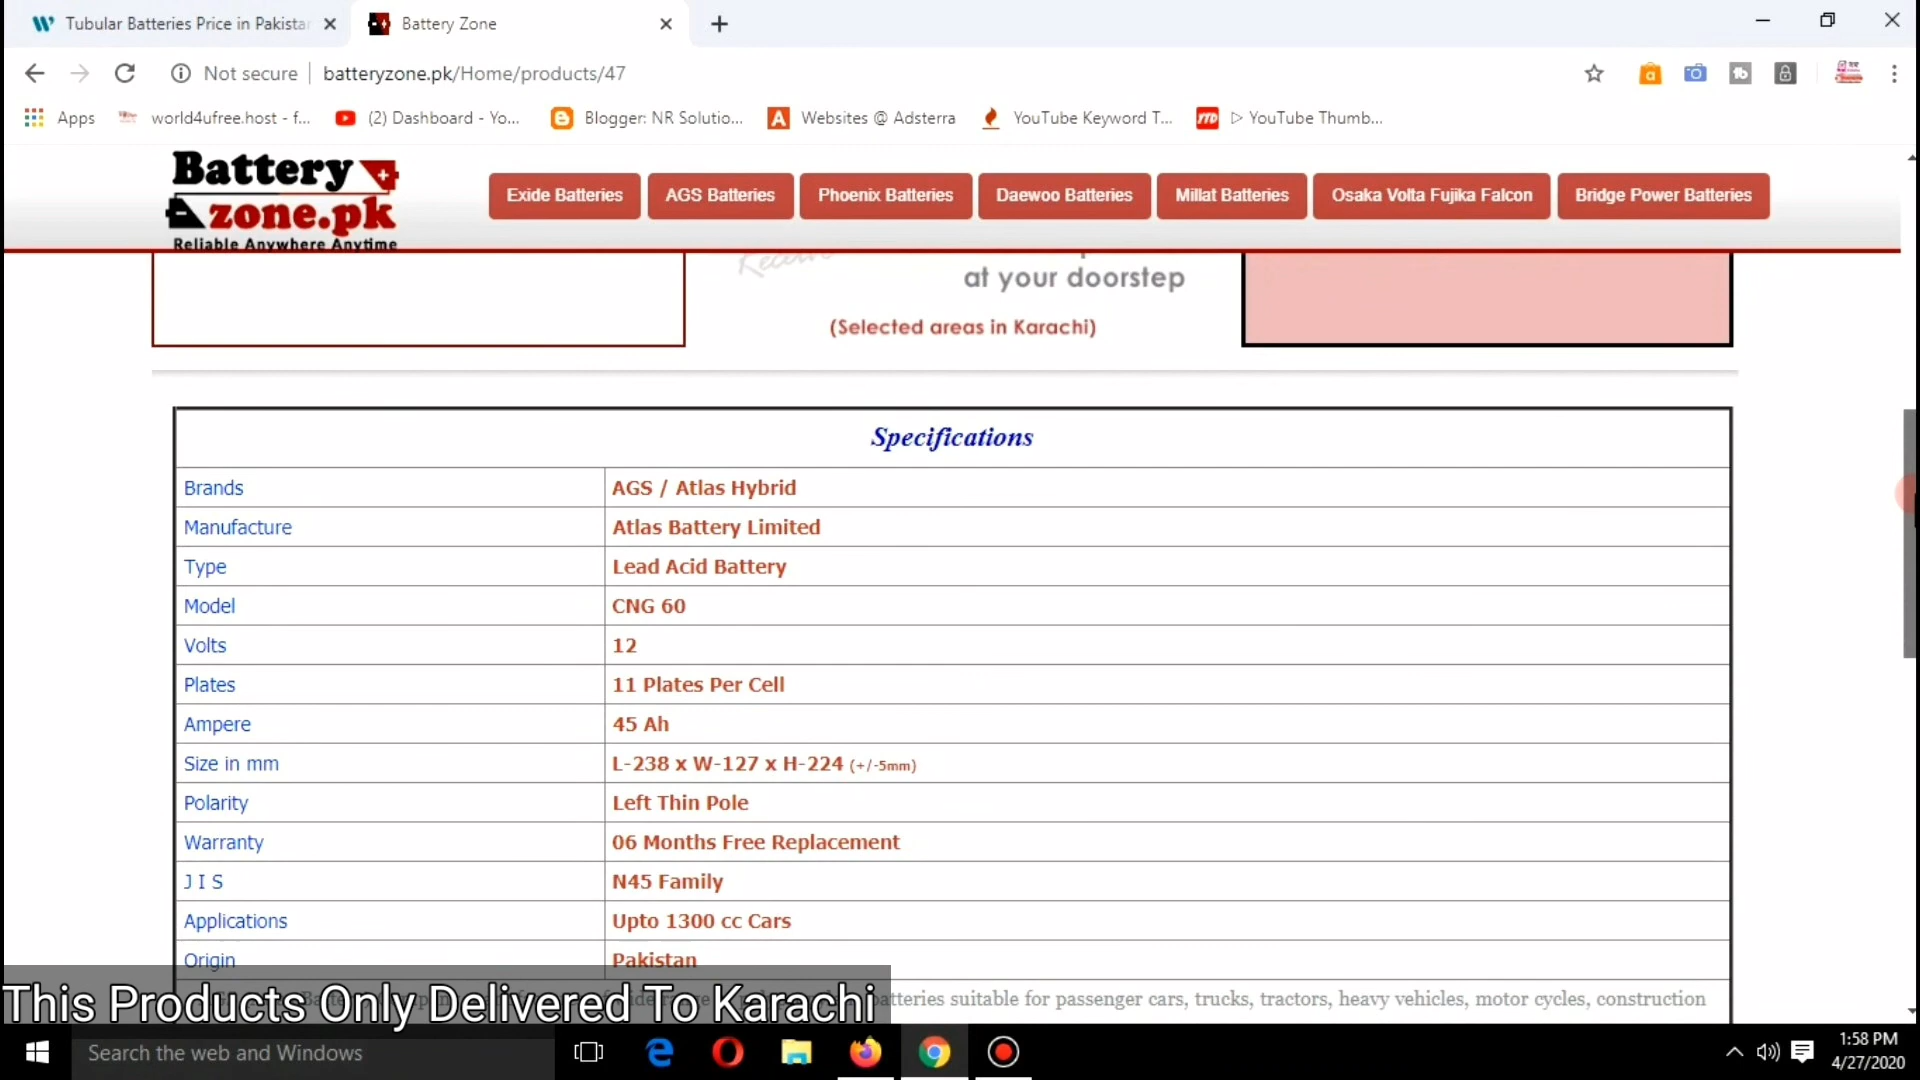 Tubular Batteries Price in Pakista
Battery Zone
Not secure
batteryzone.pk/Home/products/47
Apps
world4ufree.host - f...
(2) Dashboard - Yo...
Blogger: NR Solutio...
Websites @ Adsterra
YouTube Keyword T...
▷ YouTube Thumb...
Battery
zone.pk
Reliable Anywhere Anytime
Exide Batteries
AGS Batteries
Phoenix Batteries
Daewoo Batteries
Millat Batteries
Osaka Volta Fujika Falcon
Bridge Power Batteries
at your doorstep
(Selected areas in Karachi)
Specifications
Brands AGS / Atlas Hybrid
Manufacture Atlas Battery Limited
Type Lead Acid Battery
Model CNG 60
Volts 12
Plates 11 Plates Per Cell
Ampere 45 Ah
Size in mm L-238 x W-127 x H-224 (+/-5mm)
Polarity Left Thin Pole
Warranty 06 Months Free Replacement
J I S N45 Family
Applications Upto 1300 cc Cars
Origin Pakistan
This Products Only Delivered To Karachi
atteries suitable for passenger cars, trucks, tractors, heavy vehicles, motor cycles, construction
Search the web and Windows
1:58 PM
4/27/2020